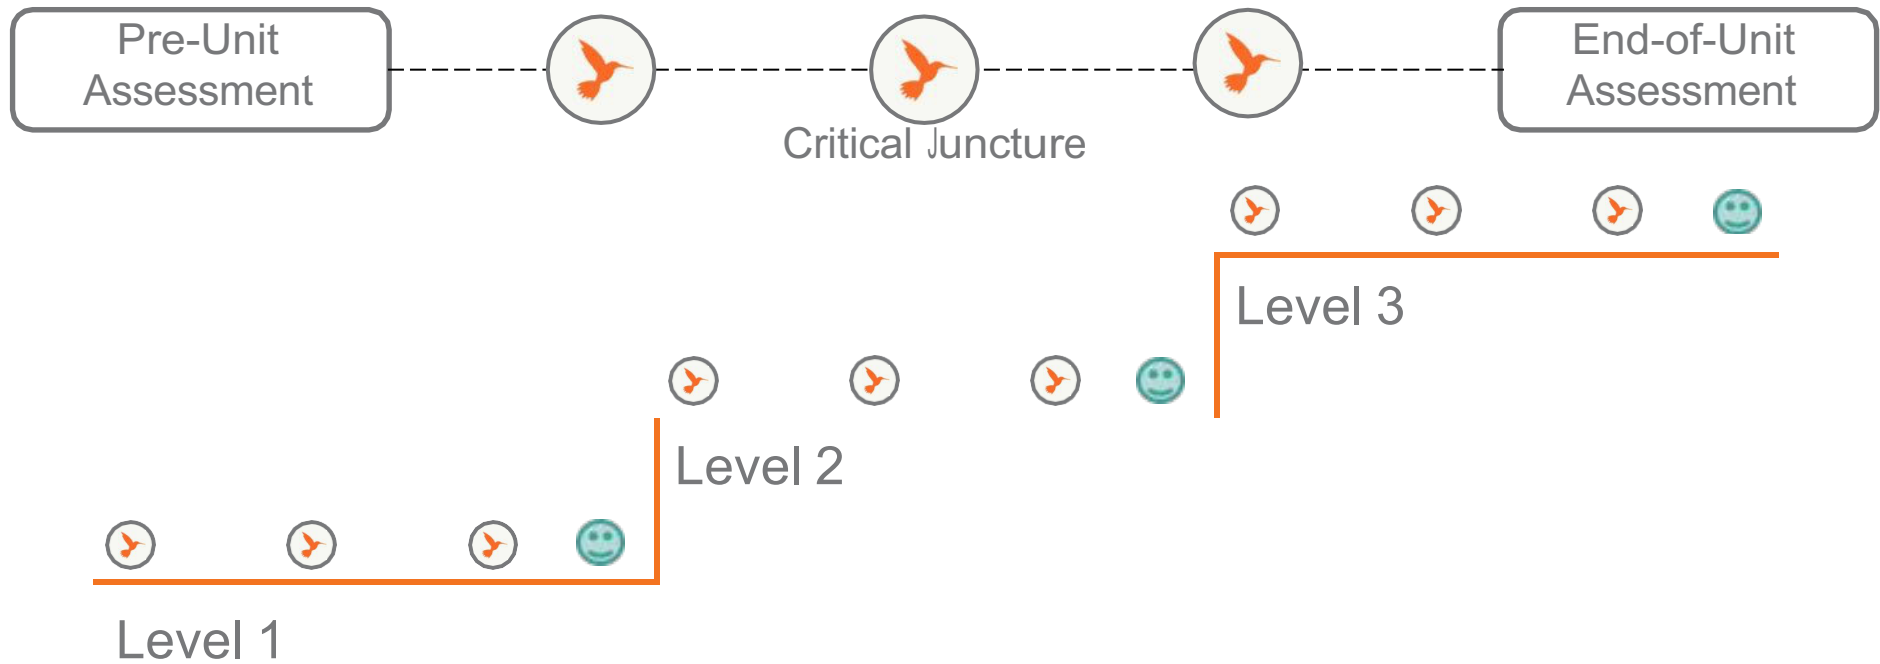 Pre-Unit
Assessment
End-of-Unit
Assessment
Critical Juncture
Level 3
Level 2
Level 1